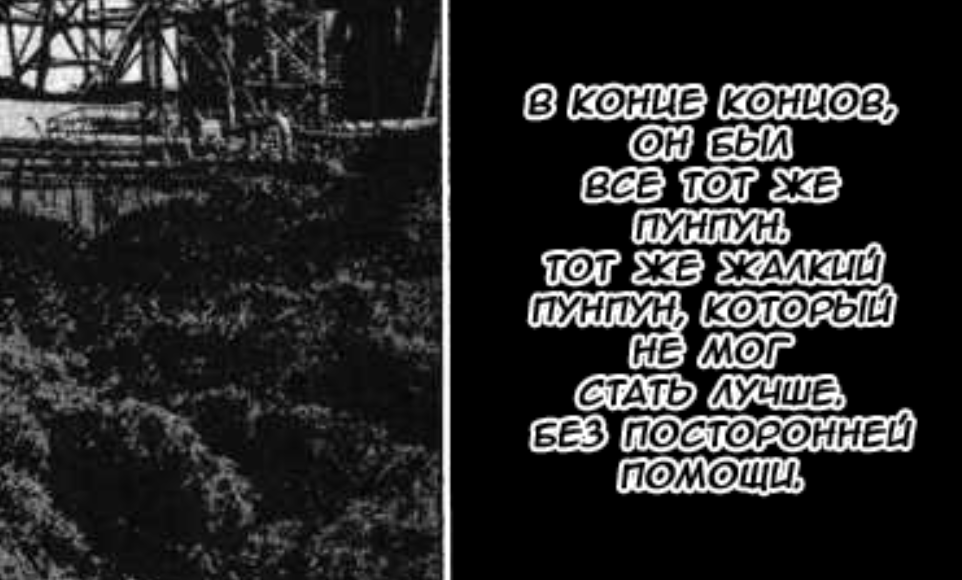 В КОНЦЕ КОНЦОВ,
ОН БЫЛ
ВСЕ ТОТ ЖЕ
ПУНПУН.
ТОТ ЖЕ ЖАЛКИЙ
ПУНПУН, КОТОРЫЙ
НЕ МОГ
СТАТЬ ЛУЧШЕ.
БЕЗ ПОСТОРОННЕЙ
ПОМОЩИ.